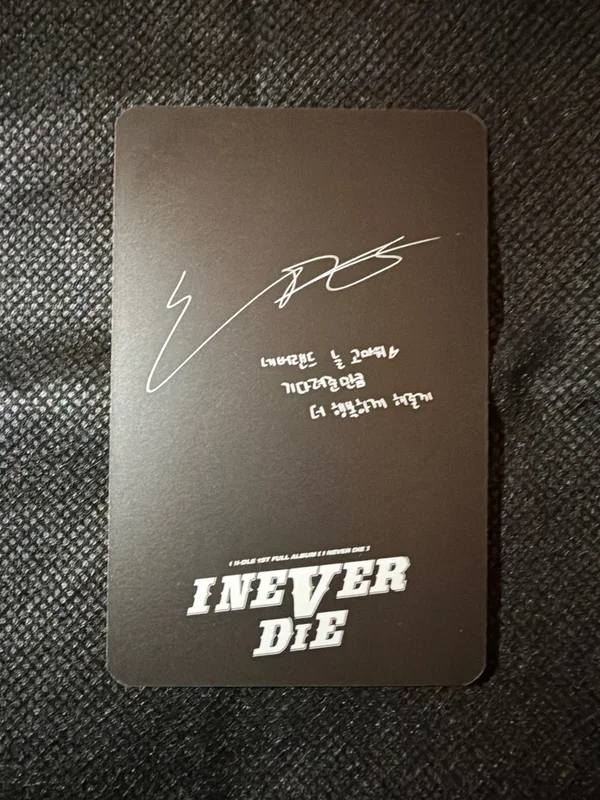 네버랜드 늘 고마워
기다려준만큼
더 행복하게 해줄게
( I)-DLE 1ST FULL ALBUM [ I NEVER DIE ]
I NEVER
DIE